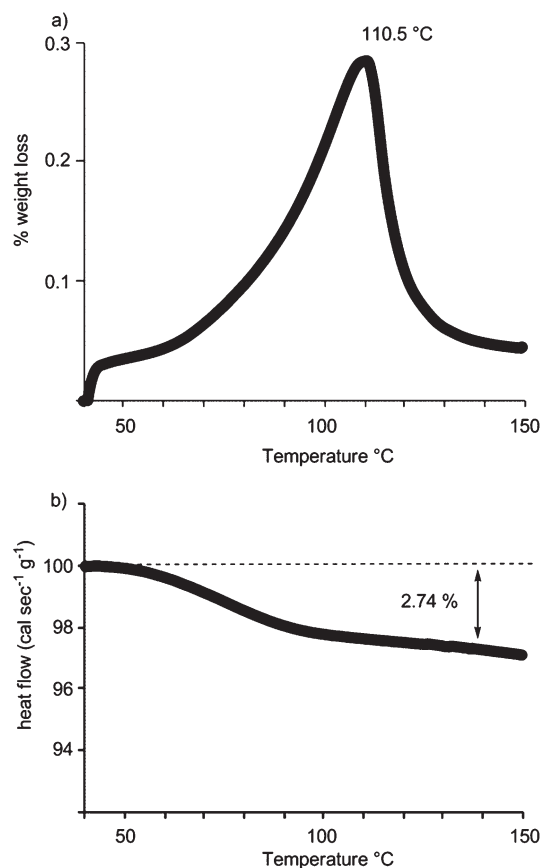 a)
110.5 °C
0.3
0.2
0.1
% weight loss
50
100
150
Temperature °C
b)
100
98
96
94
heat flow (cal sec⁻¹ g⁻¹)
2.74 %
50
100
150
Temperature °C